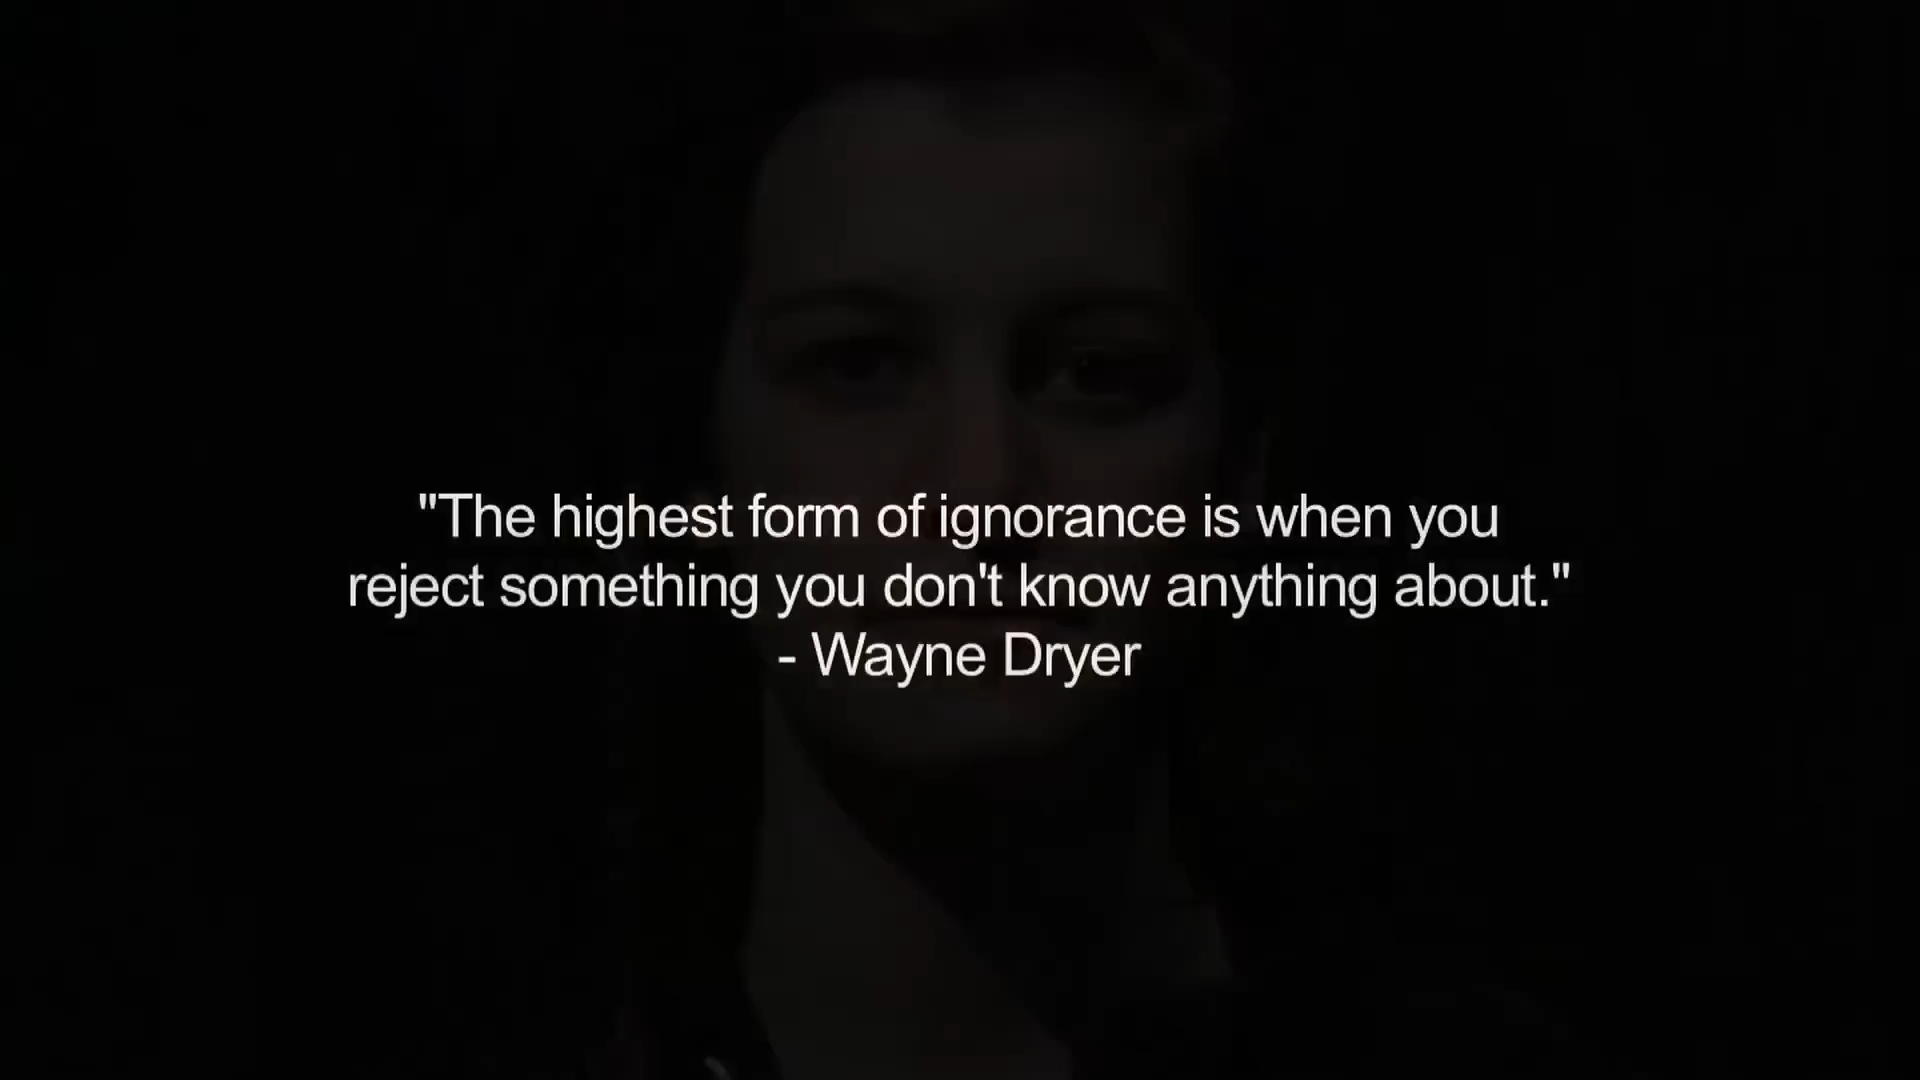 "The highest form of ignorance is when you
reject something you don't know anything about."
- Wayne Dryer